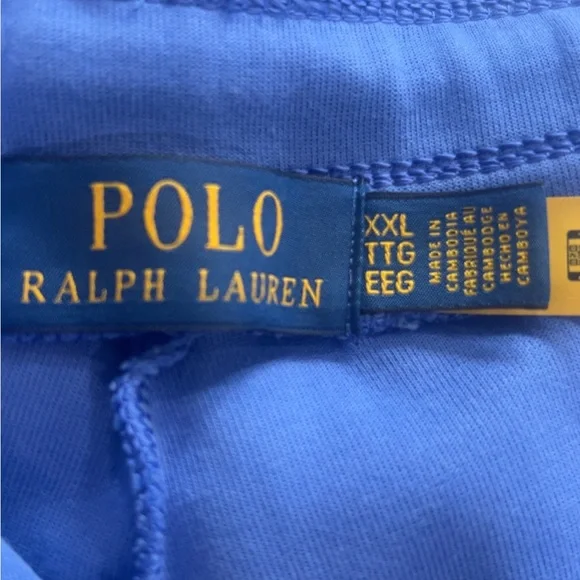 POLO
RALPH LAUREN
XXL
TTG
EEG
MADE IN
CAMBODIA
FABRIQUÉ AU
CAMBODGE
HECHO EN
CAMBOYA